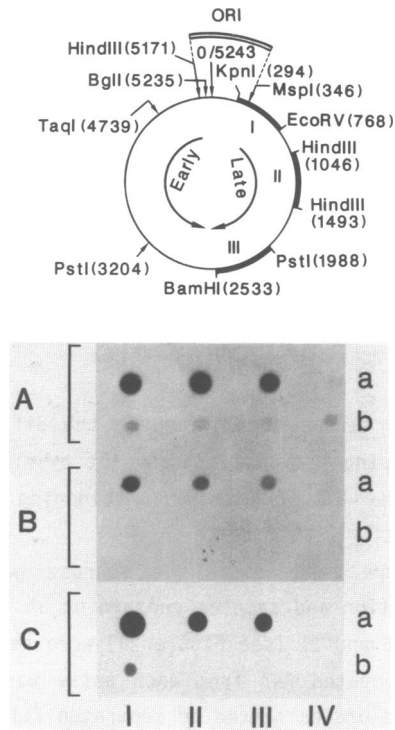 ORI
HindIII(5171)
0/5243
KpnI(294)
BglI(5235)
MspI(346)
TaqI(4739)
I
EcoRV(768)
HindIII
(1046)
Early
Late
II
HindIII
(1493)
III
PstI(3204)
PstI(1988)
BamHI(2533)
A
a
b
B
a
b
C
a
b
I II III IV